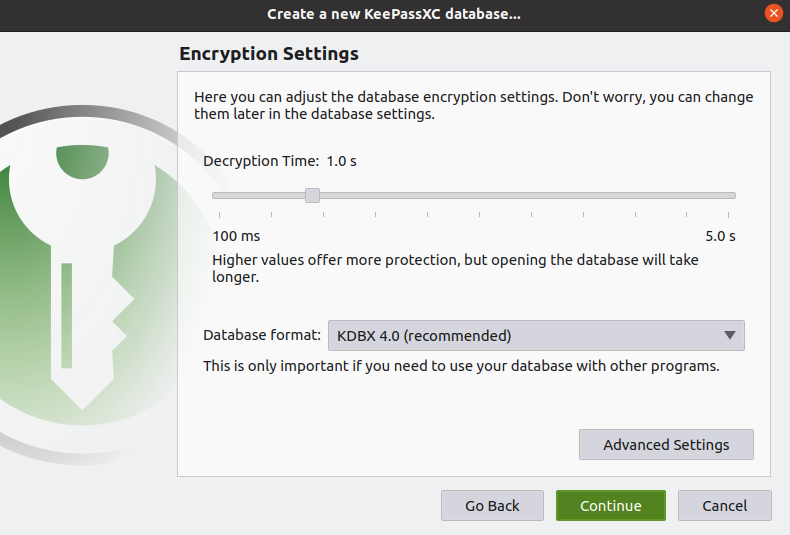 Create a new KeePassXC database...
Encryption Settings
Here you can adjust the database encryption settings. Don't worry, you can change
them later in the database settings.
Decryption Time: 1.0 s
100 ms 5.0 s
Higher values offer more protection, but opening the database will take
longer.
Database format: KDBX 4.0 (recommended)
This is only important if you need to use your database with other programs.
Advanced Settings
Go Back Continue Cancel